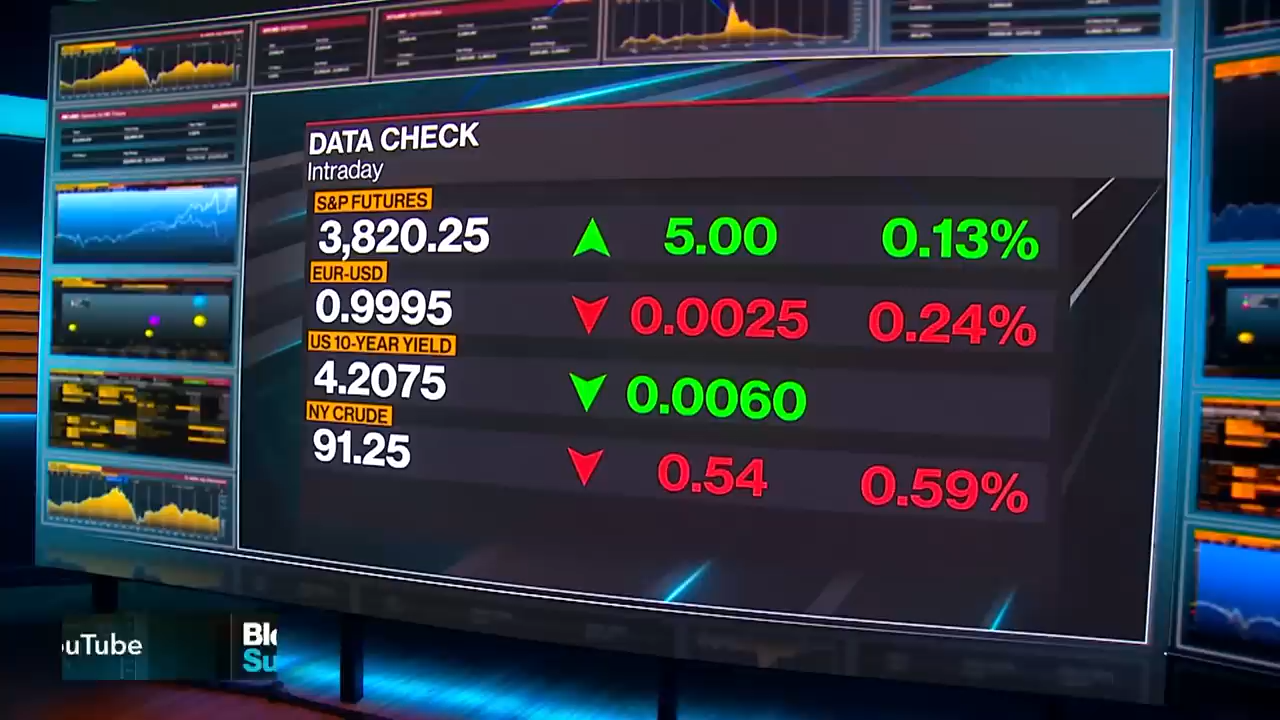 DATA CHECK
Intraday
S&P FUTURES
3,820.25 5.00 0.13%
EUR-USD
0.9995 0.0025 0.24%
US 10-YEAR YIELD
4.2075 0.0060
NY CRUDE
91.25 0.54 0.59%
uTube
Blo
Su